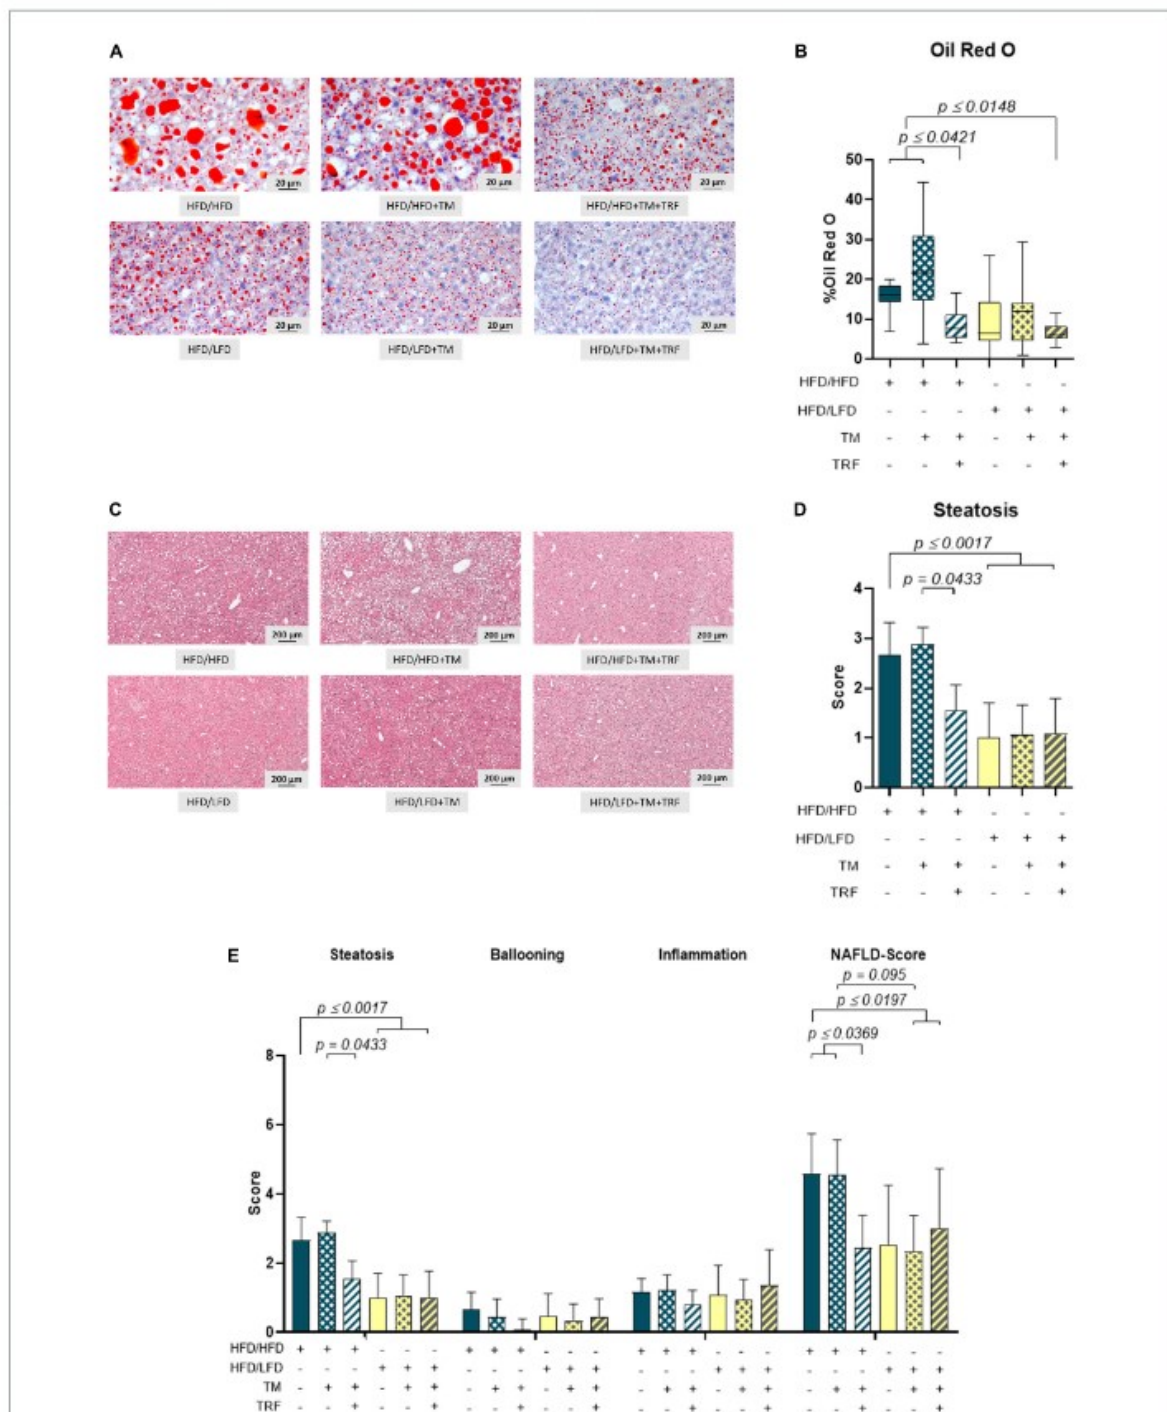 A
20 µm
20 µm
20 µm
HFD/HFD
HFD/HFD+TM
HFD/HFD+TM+TRF
20 µm
20 µm
20 µm
HFD/LFD
HFD/LFD+TM
HFD/LFD+TM+TRF
B
Oil Red O
p ≤ 0.0148
p ≤ 0.0421
%Oil Red O
50
40
30
20
10
0
HFD/HFD + + + - - -
HFD/LFD - - - + + +
TM - + + - + +
TRF - - + - - +
C
200 µm
200 µm
200 µm
HFD/HFD
HFD/HFD+TM
HFD/HFD+TM+TRF
200 µm
200 µm
200 µm
HFD/LFD
HFD/LFD+TM
HFD/LFD+TM+TRF
D
Steatosis
p ≤ 0.0017
p = 0.0433
Score
4
3
2
1
0
HFD/HFD + + + - - -
HFD/LFD - - - + + +
TM - + + - + +
TRF - - + - - +
E
Steatosis Ballooning Inflammation NAFLD-Score
p = 0.095
p ≤ 0.0017
p ≤ 0.0197
p = 0.0433
p ≤ 0.0369
Score
8
6
4
2
0
HFD/HFD + + + - - - + + + - - - + + + - - - + + + - - -
HFD/LFD - - - + + + - - - + + + - - - + + + - - - + + +
TM - + + - + + - + + - + + - + + - + + - + + - + +
TRF - - + - - + - - + - - + - - + - - + - - + - - +